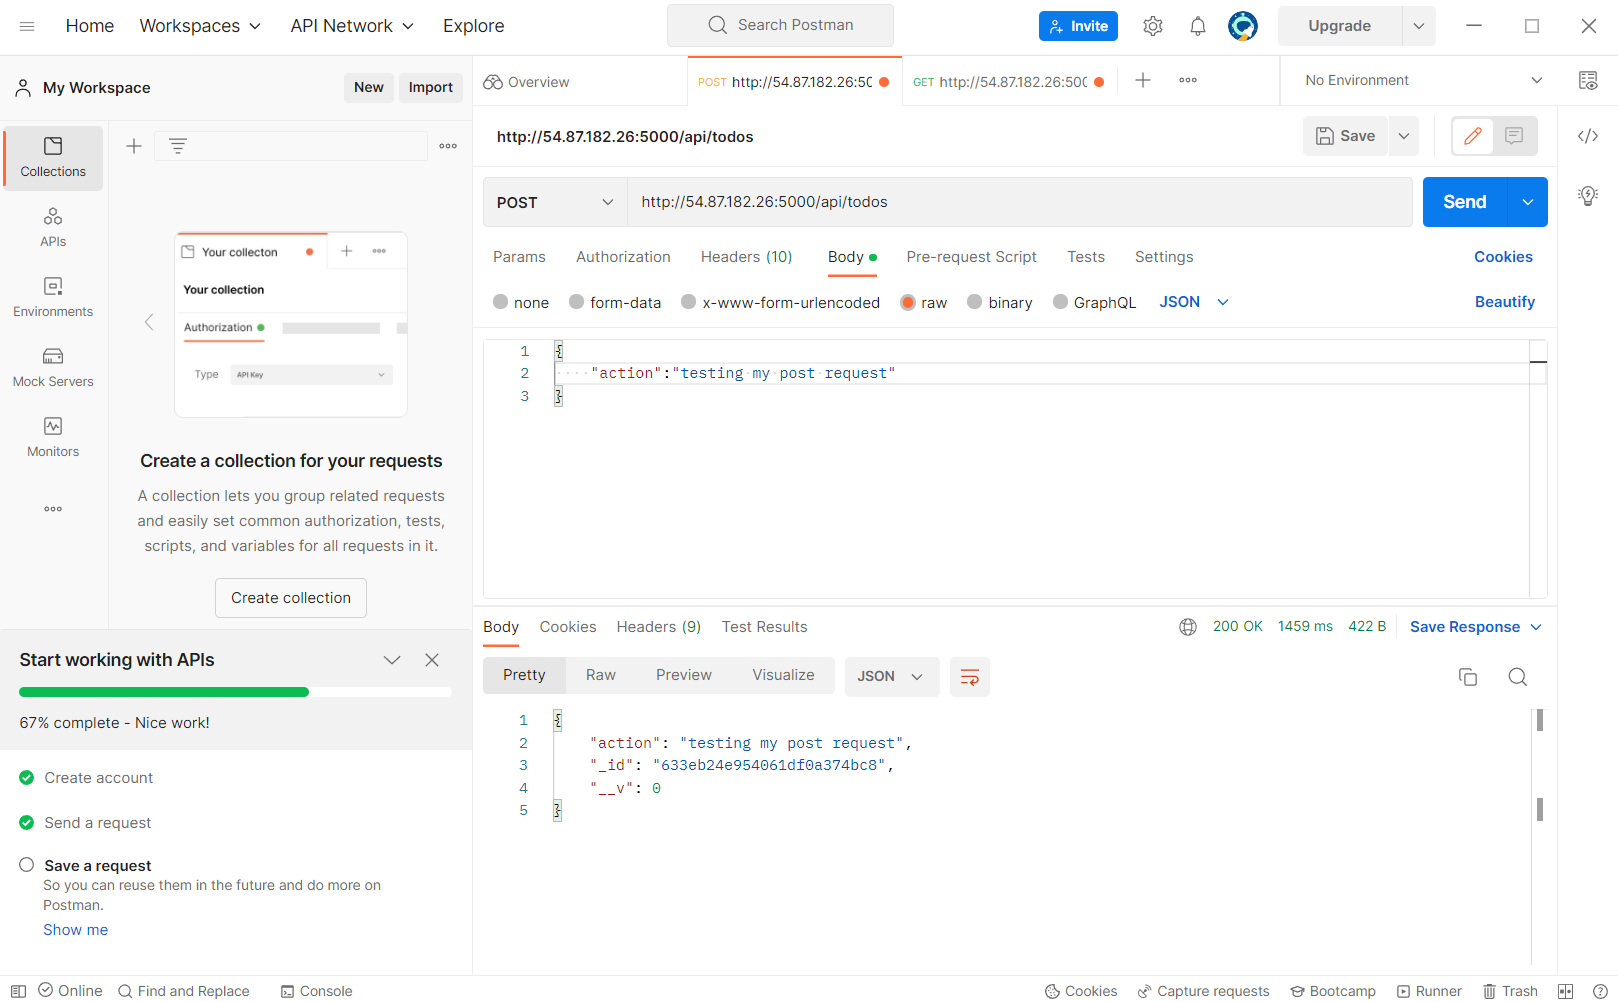 Home Workspaces API Network Explore Search Postman Invite Upgrade
My Workspace New Import
Overview POST http://54.87.182.26:50 GET http://54.87.182.26:500 No Environment
Collections
APIs
Environments
Mock Servers
Monitors
Your collecton
Your collection
Authorization
Type API Key
Create a collection for your requests
A collection lets you group related requests
and easily set common authorization, tests,
scripts, and variables for all requests in it.
Create collection
Start working with APIs
67% complete - Nice work!
Create account
Send a request
Save a request
So you can reuse them in the future and do more on
Postman.
Show me
http://54.87.182.26:5000/api/todos Save
POST http://54.87.182.26:5000/api/todos Send
Params Authorization Headers (10) Body Pre-request Script Tests Settings Cookies
none form-data x-www-form-urlencoded raw binary GraphQL JSON Beautify
1 {
2 "action":"testing my post request"
3 }
Body Cookies Headers (9) Test Results 200 OK 1459 ms 422 B Save Response
Pretty Raw Preview Visualize JSON
1 {
2 "action": "testing my post request",
3 "_id": "633eb24e954061df0a374bc8",
4 "__v": 0
5 }
Online Find and Replace Console Cookies Capture requests Bootcamp Runner Trash